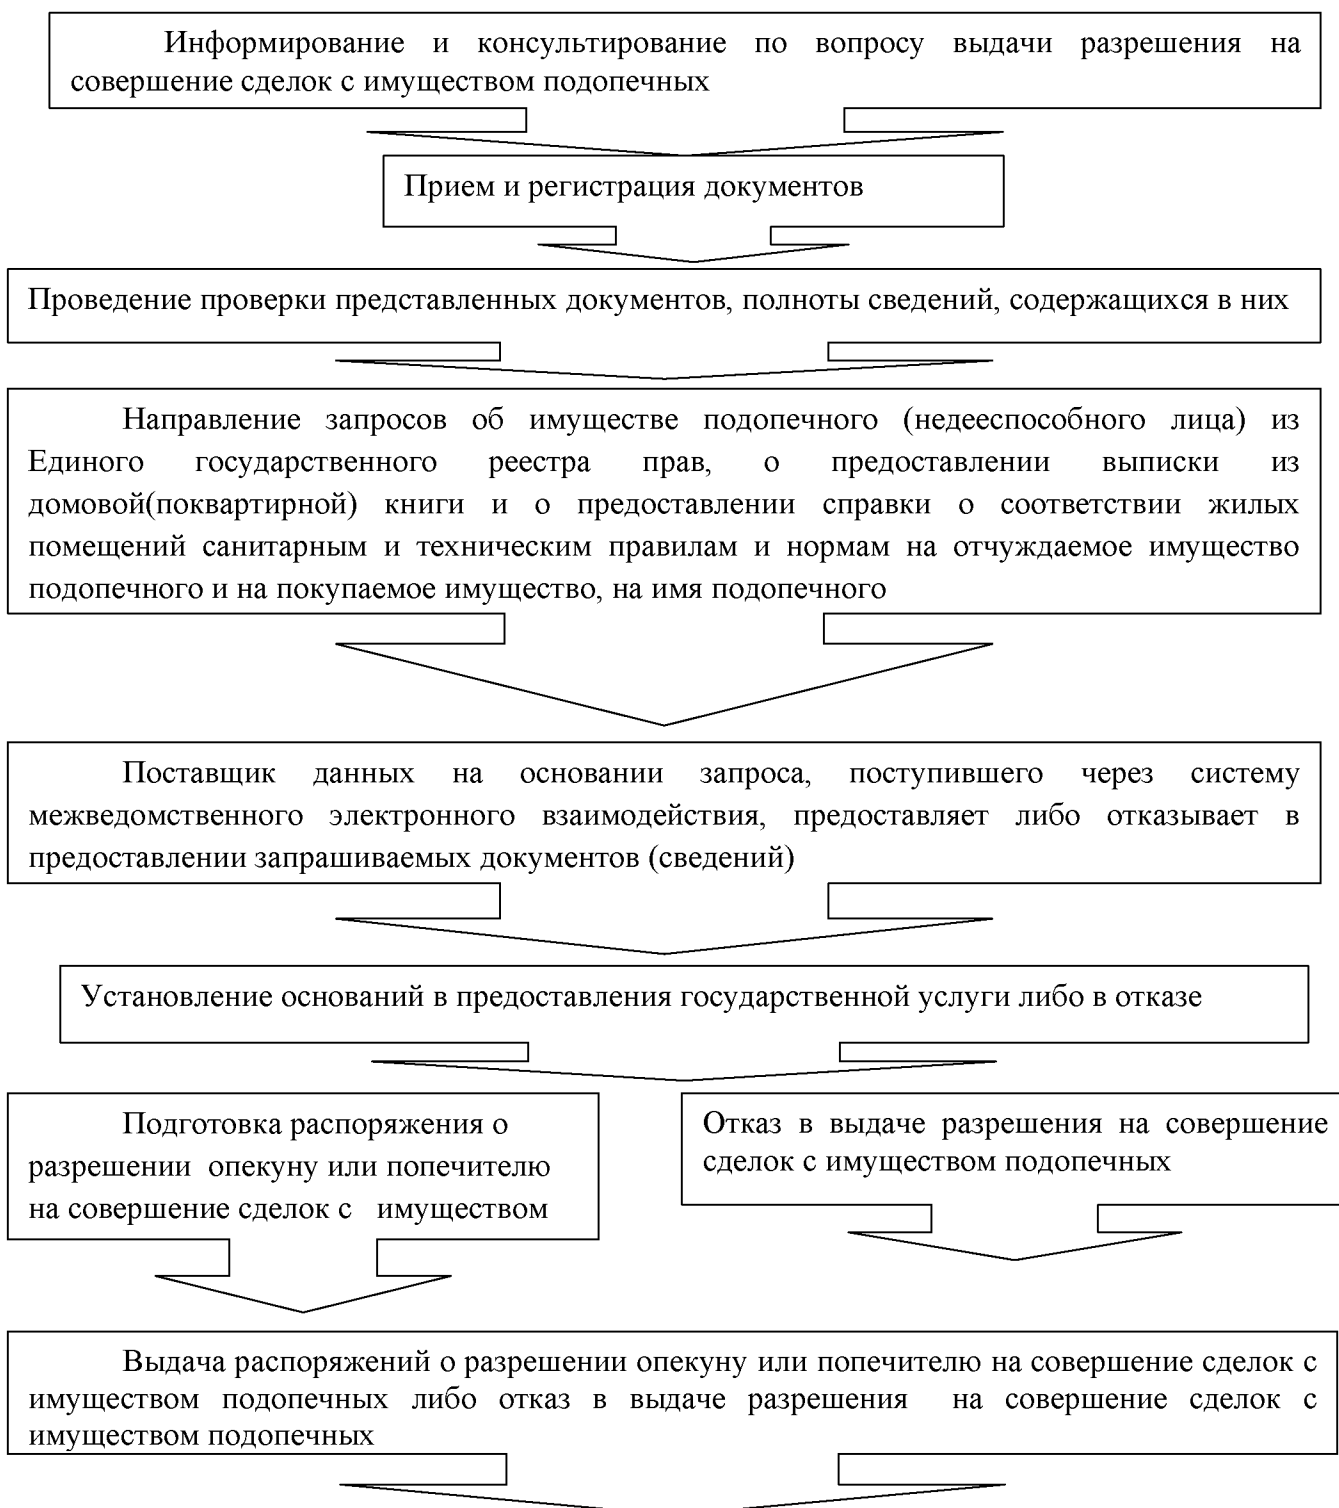 Информирование и консультирование по вопросу выдачи разрешения на
совершение сделок с имуществом подопечных
Прием и регистрация документов
Проведение проверки представленных документов, полноты сведений, содержащихся в них
Направление запросов об имуществе подопечного (недееспособного лица) из
Единого государственного реестра прав, о предоставлении выписки из
домовой(поквартирной) книги и о предоставлении справки о соответствии жилых
помещений санитарным и техническим правилам и нормам на отчуждаемое имущество
подопечного и на покупаемое имущество, на имя подопечного
Поставщик данных на основании запроса, поступившего через систему
межведомственного электронного взаимодействия, предоставляет либо отказывает в
предоставлении запрашиваемых документов (сведений)
Установление оснований в предоставления государственной услуги либо в отказе
Подготовка распоряжения о
разрешении опекуну или попечителю
на совершение сделок с имуществом
Отказ в выдаче разрешения на совершение
сделок с имуществом подопечных
Выдача распоряжений о разрешении опекуну или попечителю на совершение сделок с
имуществом подопечных либо отказ в выдаче разрешения на совершение сделок с
имуществом подопечных